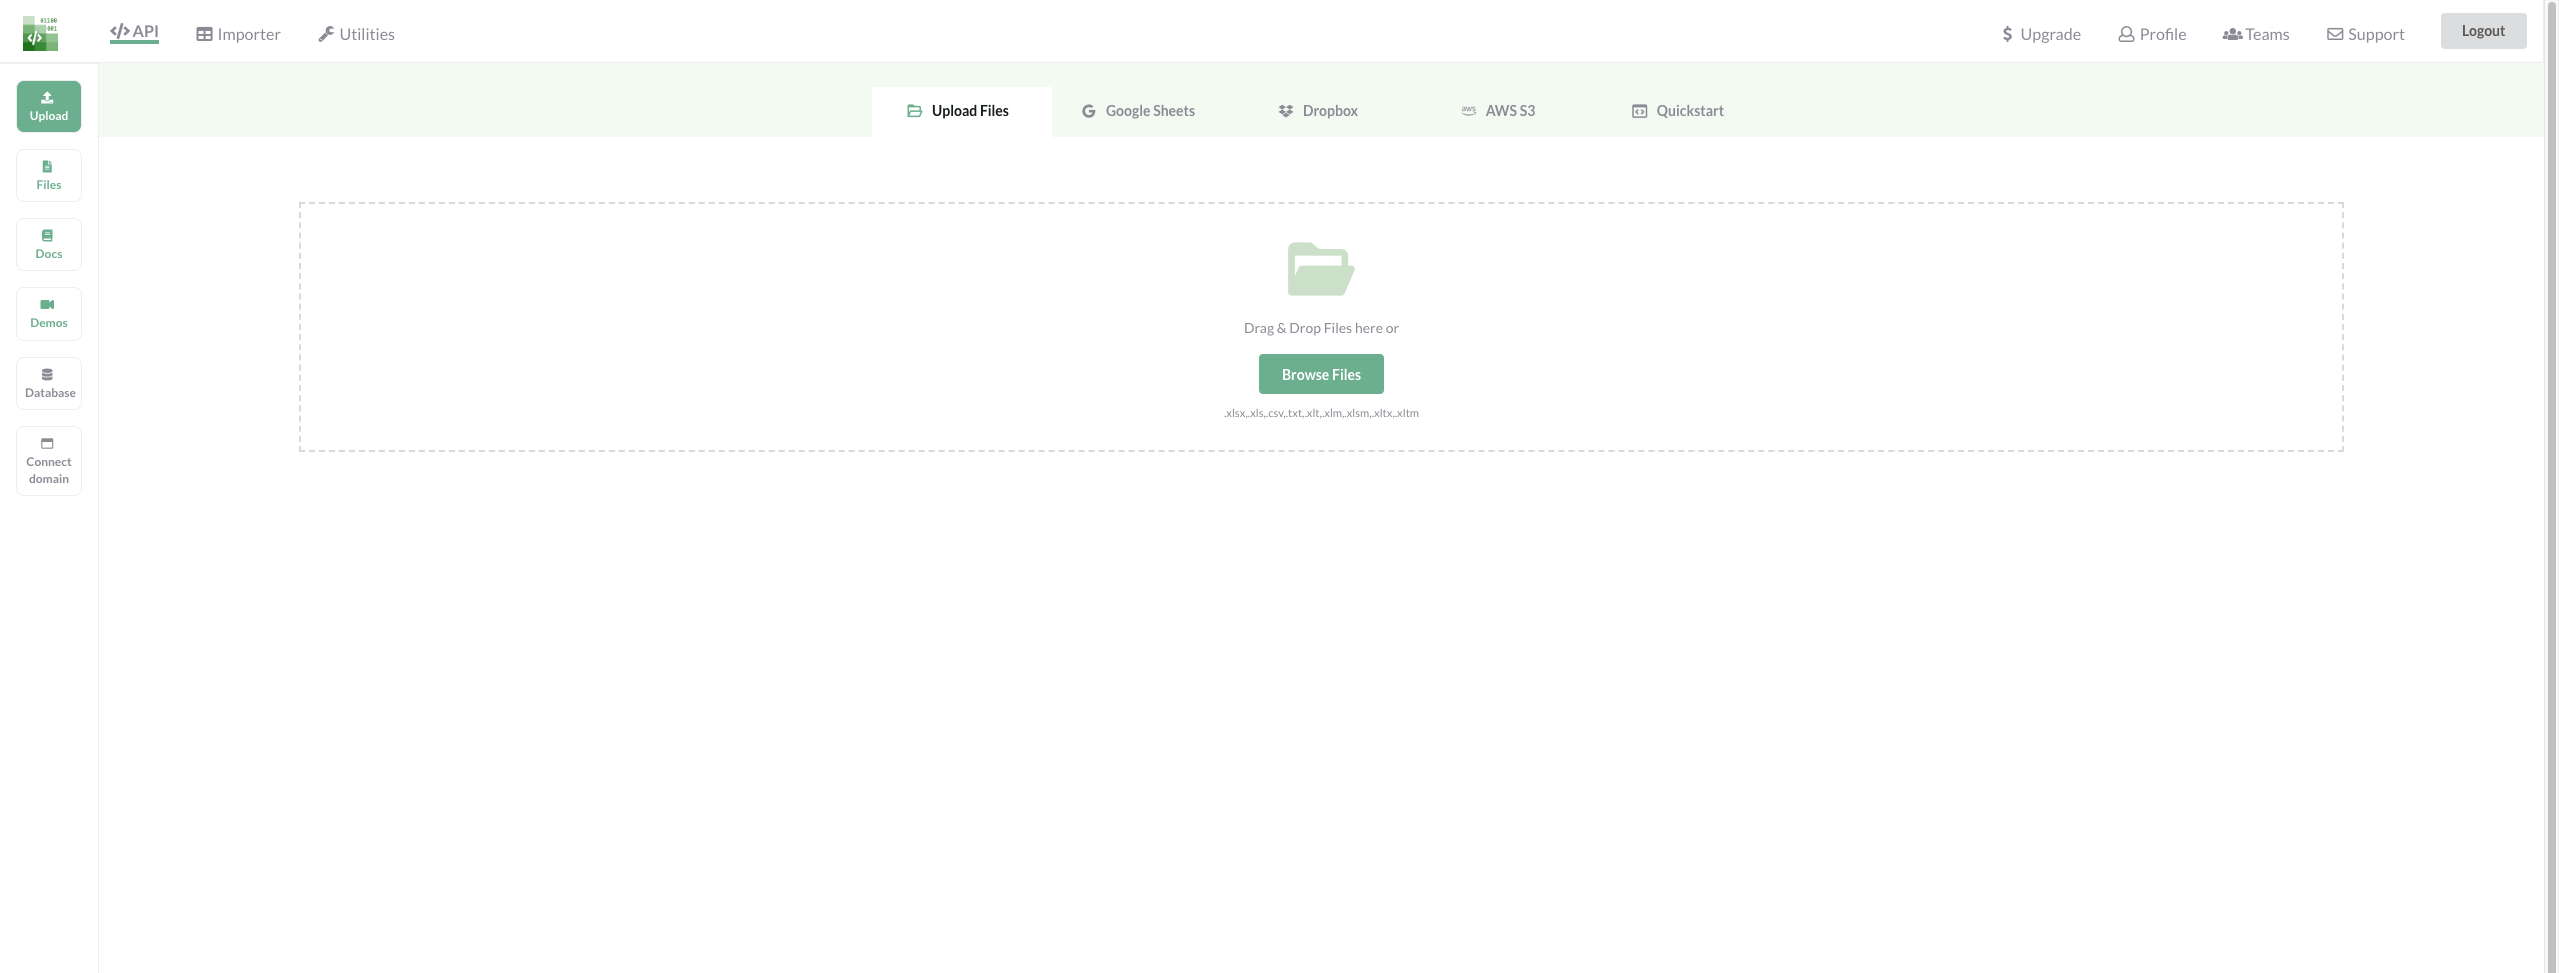 01100
001
</> API
Importer
Utilities
Upgrade
Profile
Teams
Support
Logout
Upload
Files
Docs
Demos
Database
Connect
domain
Upload Files
Google Sheets
Dropbox
aws
AWS S3
Quickstart
Drag & Drop Files here or
Browse Files
.xlsx,.xls,.csv,.txt,.xlt,.xlm,.xlsm,.xltx,.xltm